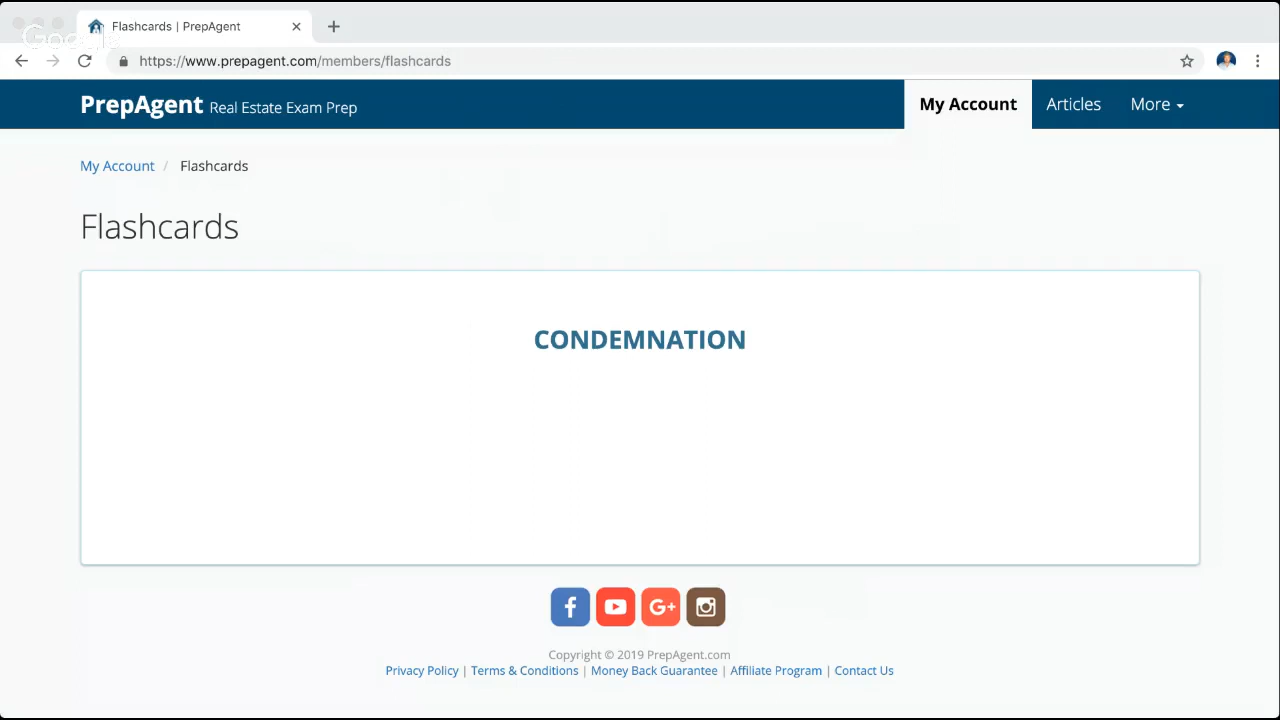 Flashcards | PrepAgent
https://www.prepagent.com/members/flashcards
PrepAgent Real Estate Exam Prep
My Account
Articles
More
My Account / Flashcards
Flashcards
CONDEMNATION
Copyright © 2019 PrepAgent.com
Privacy Policy | Terms & Conditions | Money Back Guarantee | Affiliate Program | Contact Us